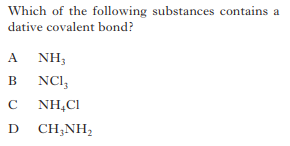 Which of the following substances contains a
dative covalent bond?
A NH₃
B NCl₃
C NH₄Cl
D CH₃NH₂